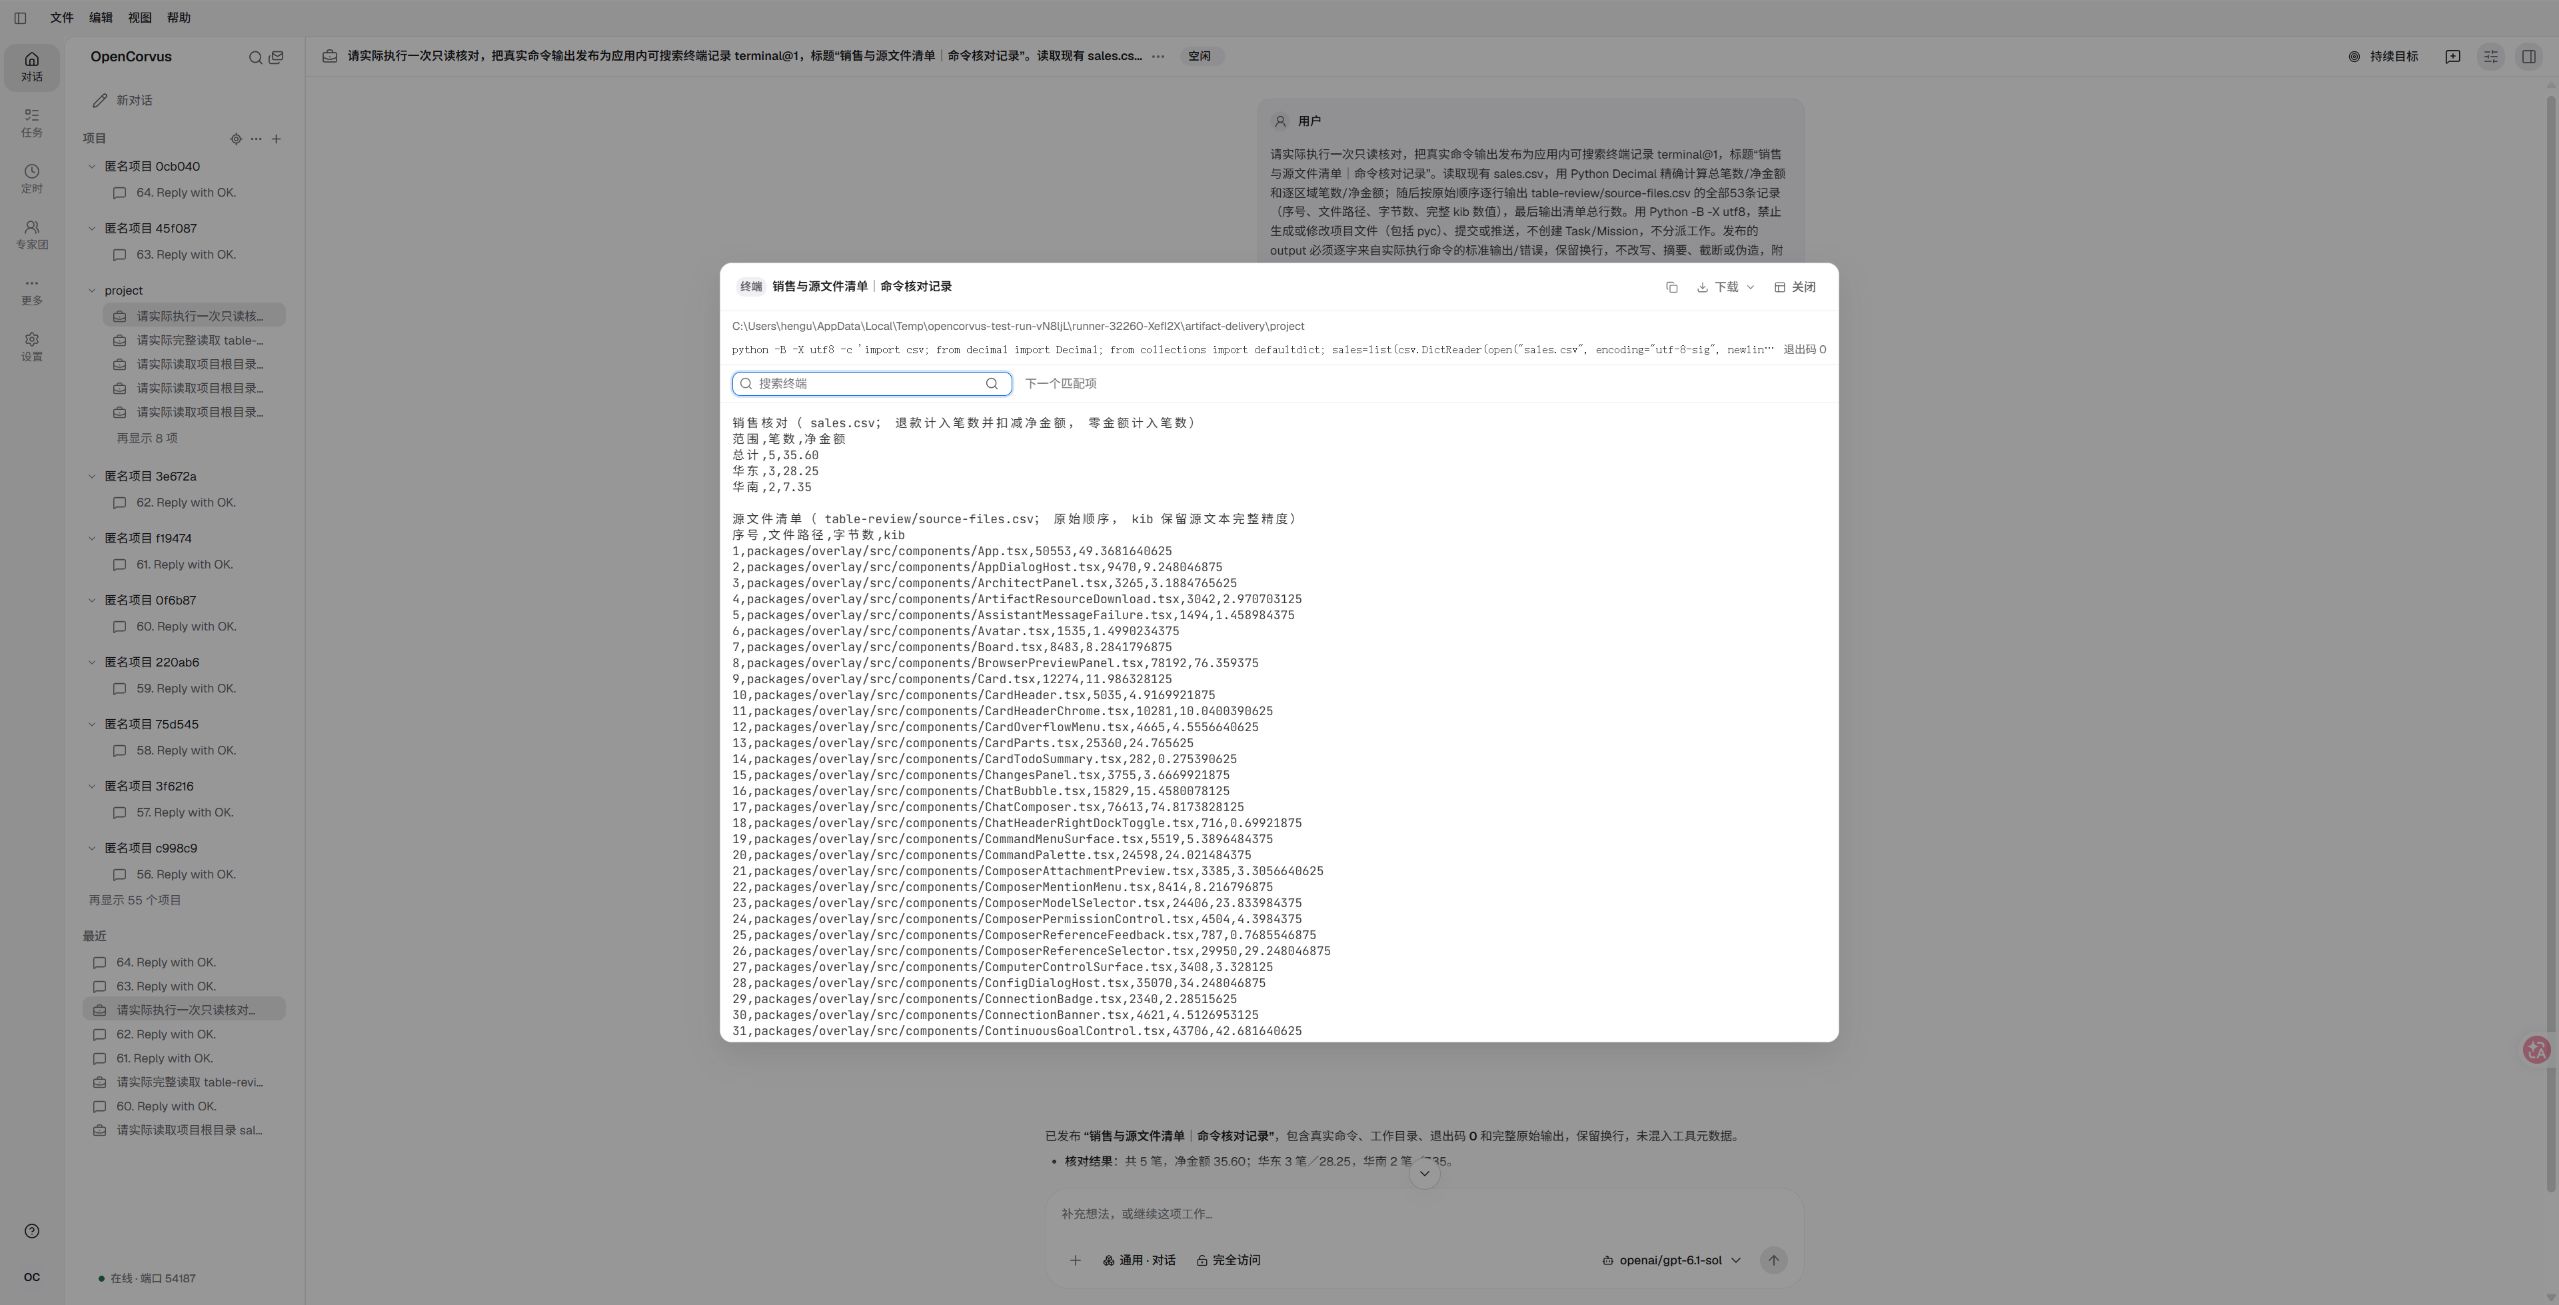 文件 编辑 视图 帮助
对话
任务
定时
专家团
更多
设置
OC
OpenCorvus
新对话
项目
匿名项目 0cb040
64. Reply with OK.
匿名项目 45f087
63. Reply with OK.
project
请实际执行一次只读核...
请实际完整读取 table-...
请实际读取项目根目录...
请实际读取项目根目录...
请实际读取项目根目录...
再显示 8 项
匿名项目 3e672a
62. Reply with OK.
匿名项目 f19474
61. Reply with OK.
匿名项目 0f6b87
60. Reply with OK.
匿名项目 220ab6
59. Reply with OK.
匿名项目 75d545
58. Reply with OK.
匿名项目 3f6216
57. Reply with OK.
匿名项目 c998c9
56. Reply with OK.
再显示 55 个项目
最近
64. Reply with OK.
63. Reply with OK.
请实际执行一次只读核对...
62. Reply with OK.
61. Reply with OK.
请实际完整读取 table-revi...
60. Reply with OK.
请实际读取项目根目录 sal...
在线 · 端口 54187
请实际执行一次只读核对，把真实命令输出发布为应用内可搜索终端记录 terminal@1，标题“销售与源文件清单｜命令核对记录”。读取现有 sales.cs... ··· 空闲
持续目标
用户
请实际执行一次只读核对，把真实命令输出发布为应用内可搜索终端记录 terminal@1，标题“销售
与源文件清单｜命令核对记录”。读取现有 sales.csv，用 Python Decimal 精确计算总笔数/净金额
和逐区域笔数/净金额；随后按原始顺序逐行输出 table-review/source-files.csv 的全部53条记录
（序号、文件路径、字节数、完整 kib 数值），最后输出清单总行数。用 Python -B -X utf8，禁止
生成或修改项目文件（包括 pyc）、提交或推送，不创建 Task/Mission，不分派工作。发布的
output 必须逐字来自实际执行命令的标准输出/错误，保留换行，不改写、摘要、截断或伪造，附
终端 销售与源文件清单｜命令核对记录
下载 关闭
C:\Users\hengu\AppData\Local\Temp\opencorvus-test-run-vN8ljL\runner-32260-Xefl2X\artifact-delivery\project
python -B -X utf8 -c 'import csv; from decimal import Decimal; from collections import defaultdict; sales=list(csv.DictReader(open("sales.csv", encoding="utf-8-sig", newlin··· 退出码 0
搜索终端 下一个匹配项
销售核对（ sales.csv； 退款计入笔数并扣减净金额， 零金额计入笔数）
范围,笔数,净金额
总计,5,35.60
华东,3,28.25
华南,2,7.35
源文件清单（ table-review/source-files.csv； 原始顺序， kib 保留源文本完整精度）
序号,文件路径,字节数,kib
1,packages/overlay/src/components/App.tsx,50553,49.3681640625
2,packages/overlay/src/components/AppDialogHost.tsx,9470,9.248046875
3,packages/overlay/src/components/ArchitectPanel.tsx,3265,3.1884765625
4,packages/overlay/src/components/ArtifactResourceDownload.tsx,3042,2.970703125
5,packages/overlay/src/components/AssistantMessageFailure.tsx,1494,1.458984375
6,packages/overlay/src/components/Avatar.tsx,1535,1.4990234375
7,packages/overlay/src/components/Board.tsx,8483,8.2841796875
8,packages/overlay/src/components/BrowserPreviewPanel.tsx,78192,76.359375
9,packages/overlay/src/components/Card.tsx,12274,11.986328125
10,packages/overlay/src/components/CardHeader.tsx,5035,4.9169921875
11,packages/overlay/src/components/CardHeaderChrome.tsx,10281,10.0400390625
12,packages/overlay/src/components/CardOverflowMenu.tsx,4665,4.5556640625
13,packages/overlay/src/components/CardParts.tsx,25360,24.765625
14,packages/overlay/src/components/CardTodoSummary.tsx,282,0.275390625
15,packages/overlay/src/components/ChangesPanel.tsx,3755,3.6669921875
16,packages/overlay/src/components/ChatBubble.tsx,15829,15.4580078125
17,packages/overlay/src/components/ChatComposer.tsx,76613,74.8173828125
18,packages/overlay/src/components/ChatHeaderRightDockToggle.tsx,716,0.69921875
19,packages/overlay/src/components/CommandMenuSurface.tsx,5519,5.3896484375
20,packages/overlay/src/components/CommandPalette.tsx,24598,24.021484375
21,packages/overlay/src/components/ComposerAttachmentPreview.tsx,3385,3.3056640625
22,packages/overlay/src/components/ComposerMentionMenu.tsx,8414,8.216796875
23,packages/overlay/src/components/ComposerModelSelector.tsx,24406,23.833984375
24,packages/overlay/src/components/ComposerPermissionControl.tsx,4504,4.3984375
25,packages/overlay/src/components/ComposerReferenceFeedback.tsx,787,0.7685546875
26,packages/overlay/src/components/ComposerReferenceSelector.tsx,29950,29.248046875
27,packages/overlay/src/components/ComputerControlSurface.tsx,3408,3.328125
28,packages/overlay/src/components/ConfigDialogHost.tsx,35070,34.248046875
29,packages/overlay/src/components/ConnectionBadge.tsx,2340,2.28515625
30,packages/overlay/src/components/ConnectionBanner.tsx,4621,4.5126953125
31,packages/overlay/src/components/ContinuousGoalControl.tsx,43706,42.681640625
已发布 “销售与源文件清单｜命令核对记录”，包含真实命令、工作目录、退出码 0 和完整原始输出，保留换行，未混入工具元数据。
• 核对结果：共 5 笔，净金额 35.60；华东 3 笔／28.25，华南 2 笔／7.35。
补充想法，或继续这项工作...
通用 · 对话 完全访问 openai/gpt-6.1-sol